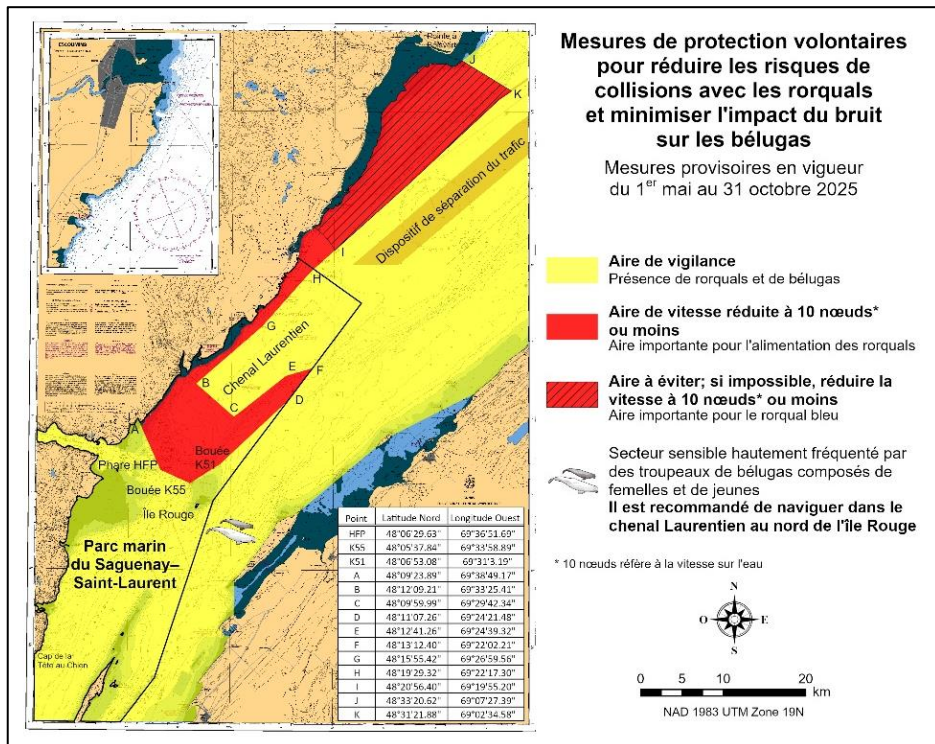 Mesures de protection volontaires
pour réduire les risques de
collisions avec les rorquals
et minimiser l'impact du bruit
sur les bélugas
Mesures provisoires en vigueur
du 1er mai au 31 octobre 2025
Aire de vigilance
Présence de rorquals et de bélugas
Aire de vitesse réduite à 10 nœuds*
ou moins
Aire importante pour l'alimentation des rorquals
Aire à éviter; si impossible, réduire la
vitesse à 10 nœuds* ou moins
Aire importante pour le rorqual bleu
Secteur sensible hautement fréquenté par
des troupeaux de bélugas composés de
femelles et de jeunes
Il est recommandé de naviguer dans le
chenal Laurentien au nord de l'île Rouge
* 10 nœuds réfère à la vitesse sur l'eau
N
O
E
S
0 5 10 20
km
NAD 1983 UTM Zone 19N
ESCOUMINS
J
K
Dispositif de séparation du trafic
I
H
G
Chenal Laurentien
E
F
B
D
C
A
Bouée
K51
Phare HFP
Bouée K55
Île Rouge
Parc marin
du Saguenay–
Saint-Laurent
Cap de la
Tête au Chien
Point Latitude Nord Longitude Ouest
HFP 48°06'29.63" 69°36'51.69"
K55 48°05'37.84" 69°33'58.89"
K51 48°06'53.08" 69°31'3.19"
A 48°09'23.89" 69°38'49.17"
B 48°12'09.21" 69°33'25.41"
C 48°09'59.99" 69°29'42.34"
D 48°11'07.26" 69°24'21.48"
E 48°12'41.26" 69°24'39.32"
F 48°13'12.40" 69°22'02.21"
G 48°15'55.42" 69°26'59.56"
H 48°19'29.32" 69°22'17.30"
I 48°20'56.40" 69°19'55.20"
J 48°33'20.62" 69°07'27.39"
K 48°31'21.88" 69°02'34.58"